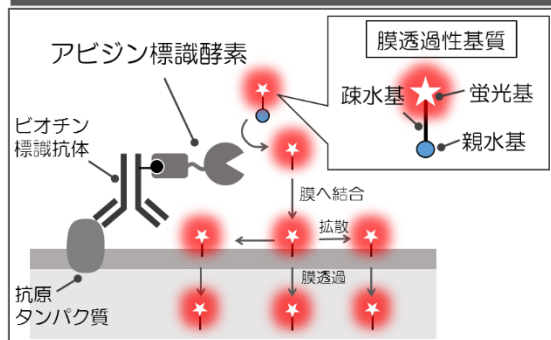 アビジン標識酵素
膜透過性基質
疎水基
蛍光基
親水基
ビオチン
標識抗体
膜へ結合
拡散
膜透過
抗原
タンパク質